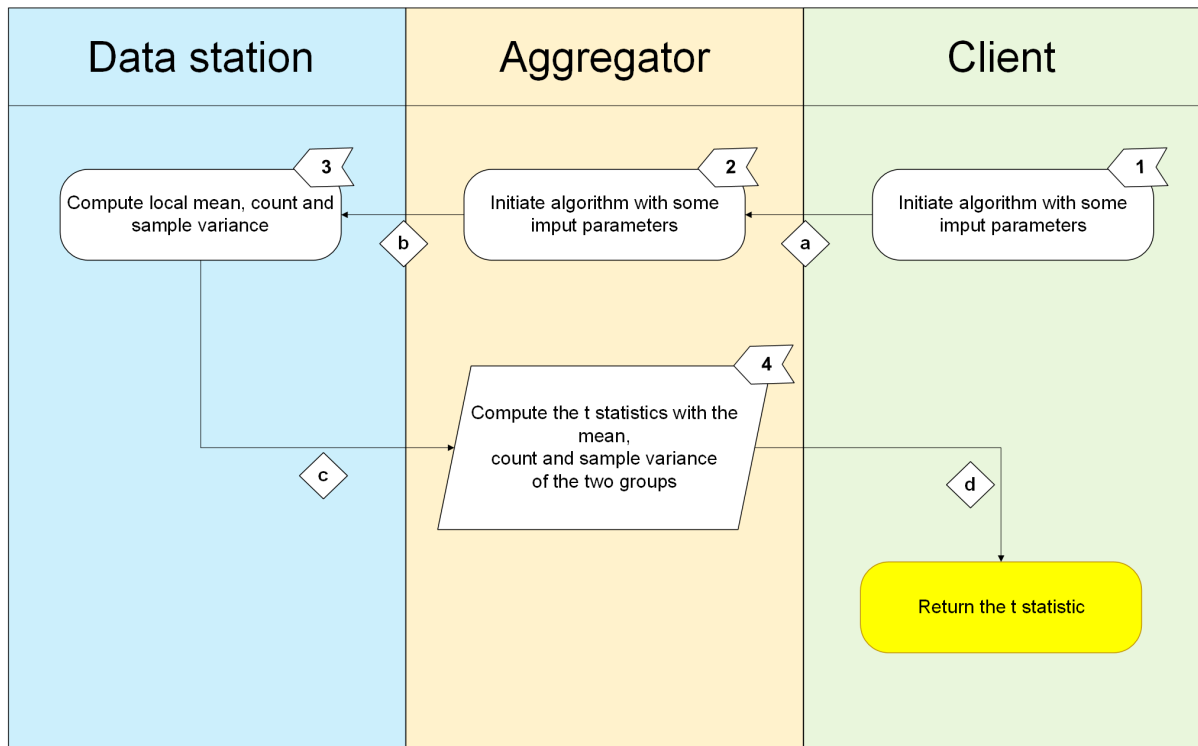 Data station
Aggregator
Client
3
Compute local mean, count and
sample variance
2
Initiate algorithm with some
imput parameters
1
Initiate algorithm with some
imput parameters
b
a
4
Compute the t statistics with the
mean,
count and sample variance
of the two groups
c
d
Return the t statistic